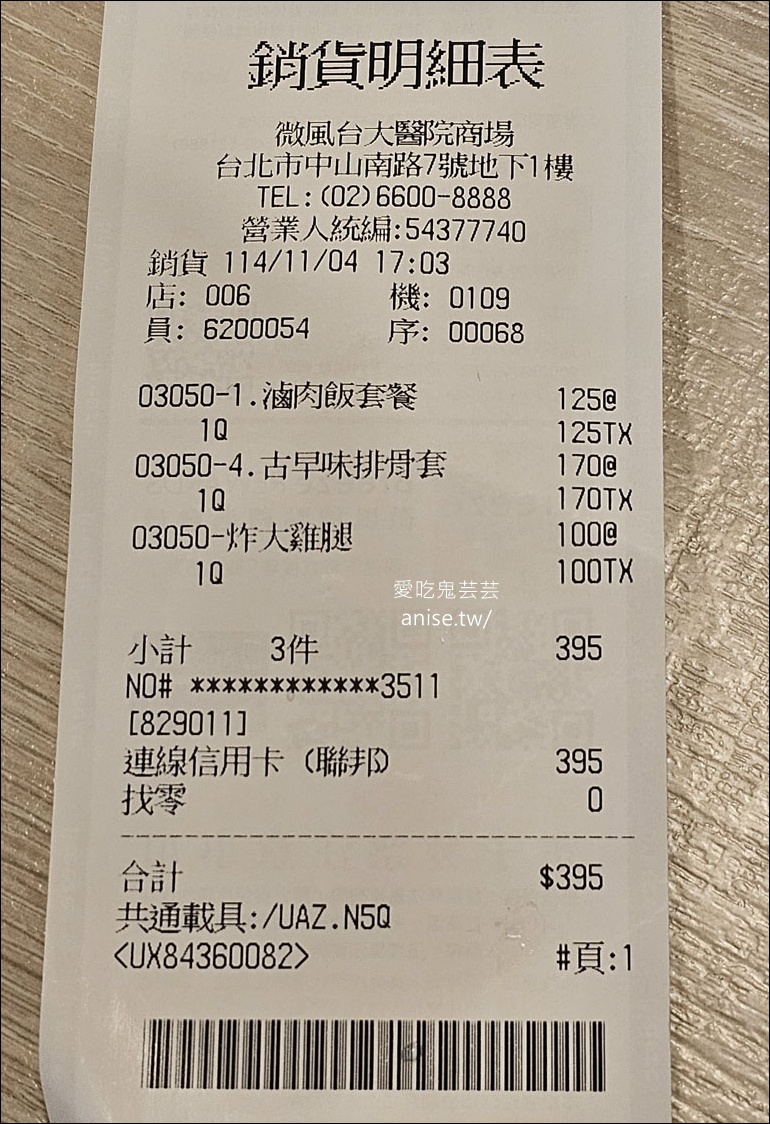 銷貨明細表
微風台大醫院商場
台北市中山南路7號地下1樓
TEL:(02)6600-8888
營業人統編:54377740
銷貨 114/11/04 17:03
店: 006 機: 0109
員: 6200054 序: 00068
03050-1.滷肉飯套餐 125@
1Q 125TX
03050-4.古早味排骨套 170@
1Q 170TX
03050-炸大雞腿 100@
1Q 100TX
愛吃鬼芸芸
anise.tw/
小計 3件 395
NO# ************3511
[829011]
連線信用卡（聯邦） 395
找零 0
合計 $395
共通載具:/UAZ.N5Q
<UX84360082> #頁:1